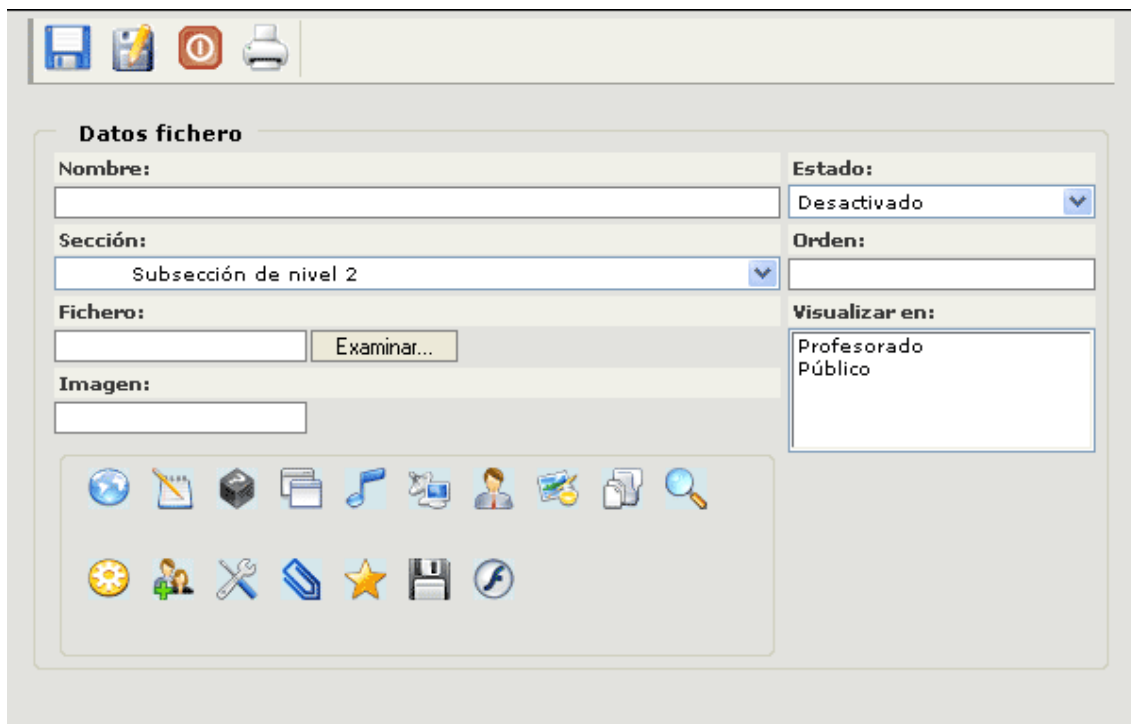 Datos fichero
Nombre:
Estado:
Desactivado
Sección:
Orden:
Subsección de nivel 2
Fichero:
Visualizar en:
Examinar...
Profesorado
Público
Imagen: